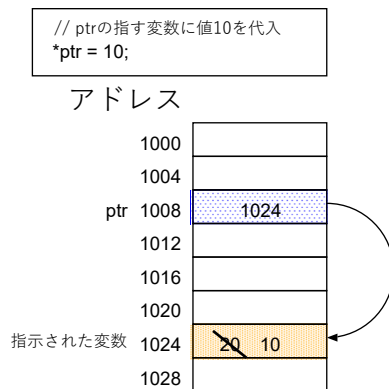 // ptrの指す変数に値10を代入
*ptr = 10;
アドレス
1000
1004
ptr 1008 1024
1012
1016
1020
指示された変数 1024 20 10
1028